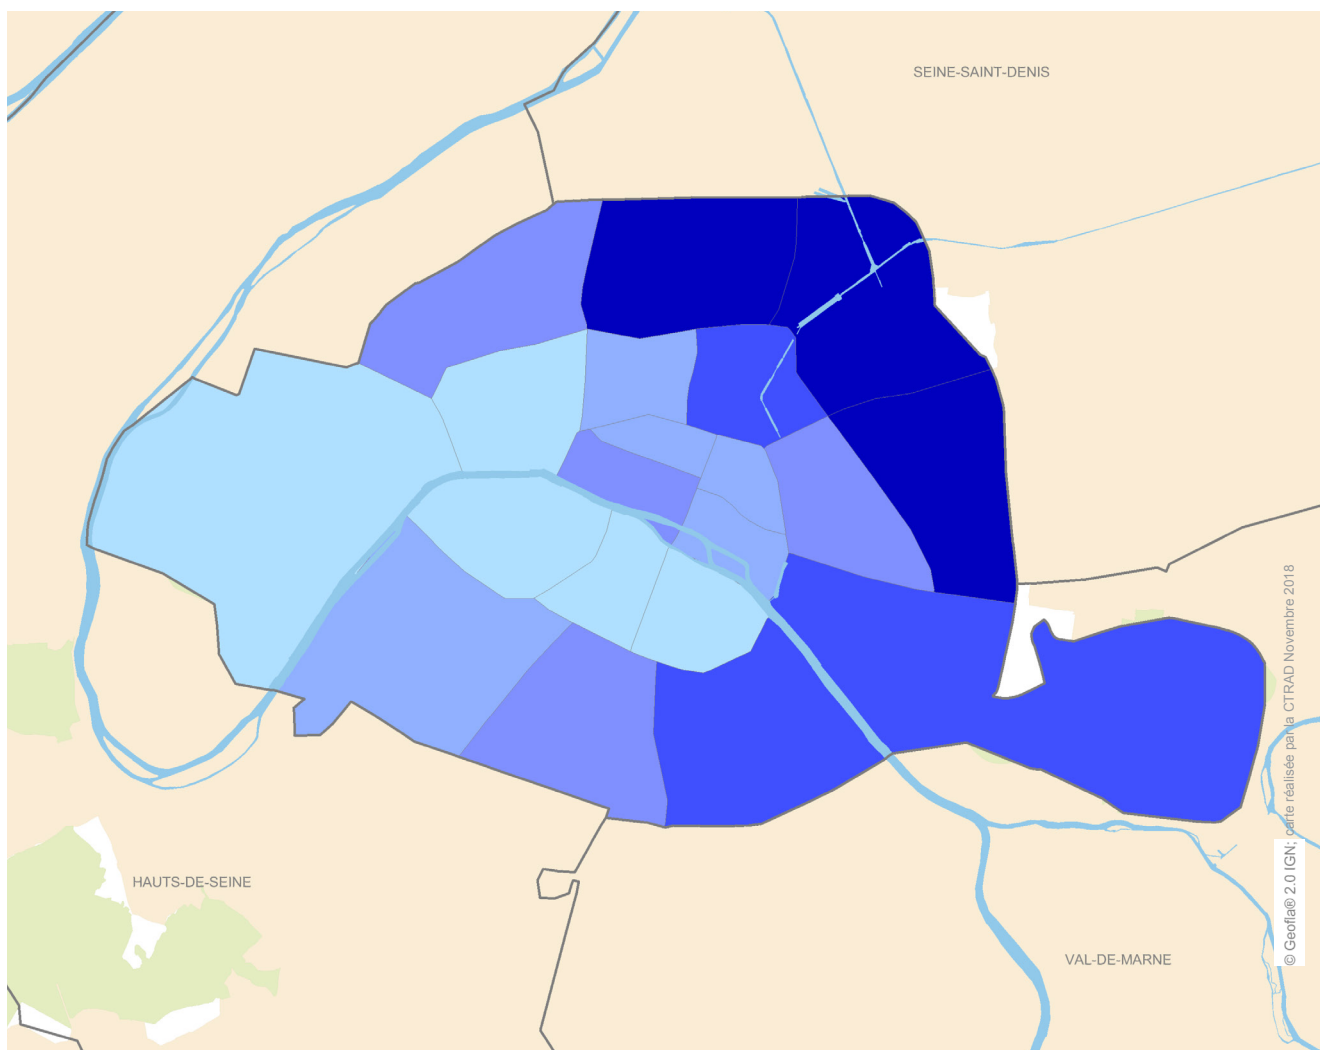 SEINE-SAINT-DENIS
HAUTS-DE-SEINE
VAL-DE-MARNE
© Geofla® 2.0 IGN; carte réalisée par la CTRAD Novembre 2018